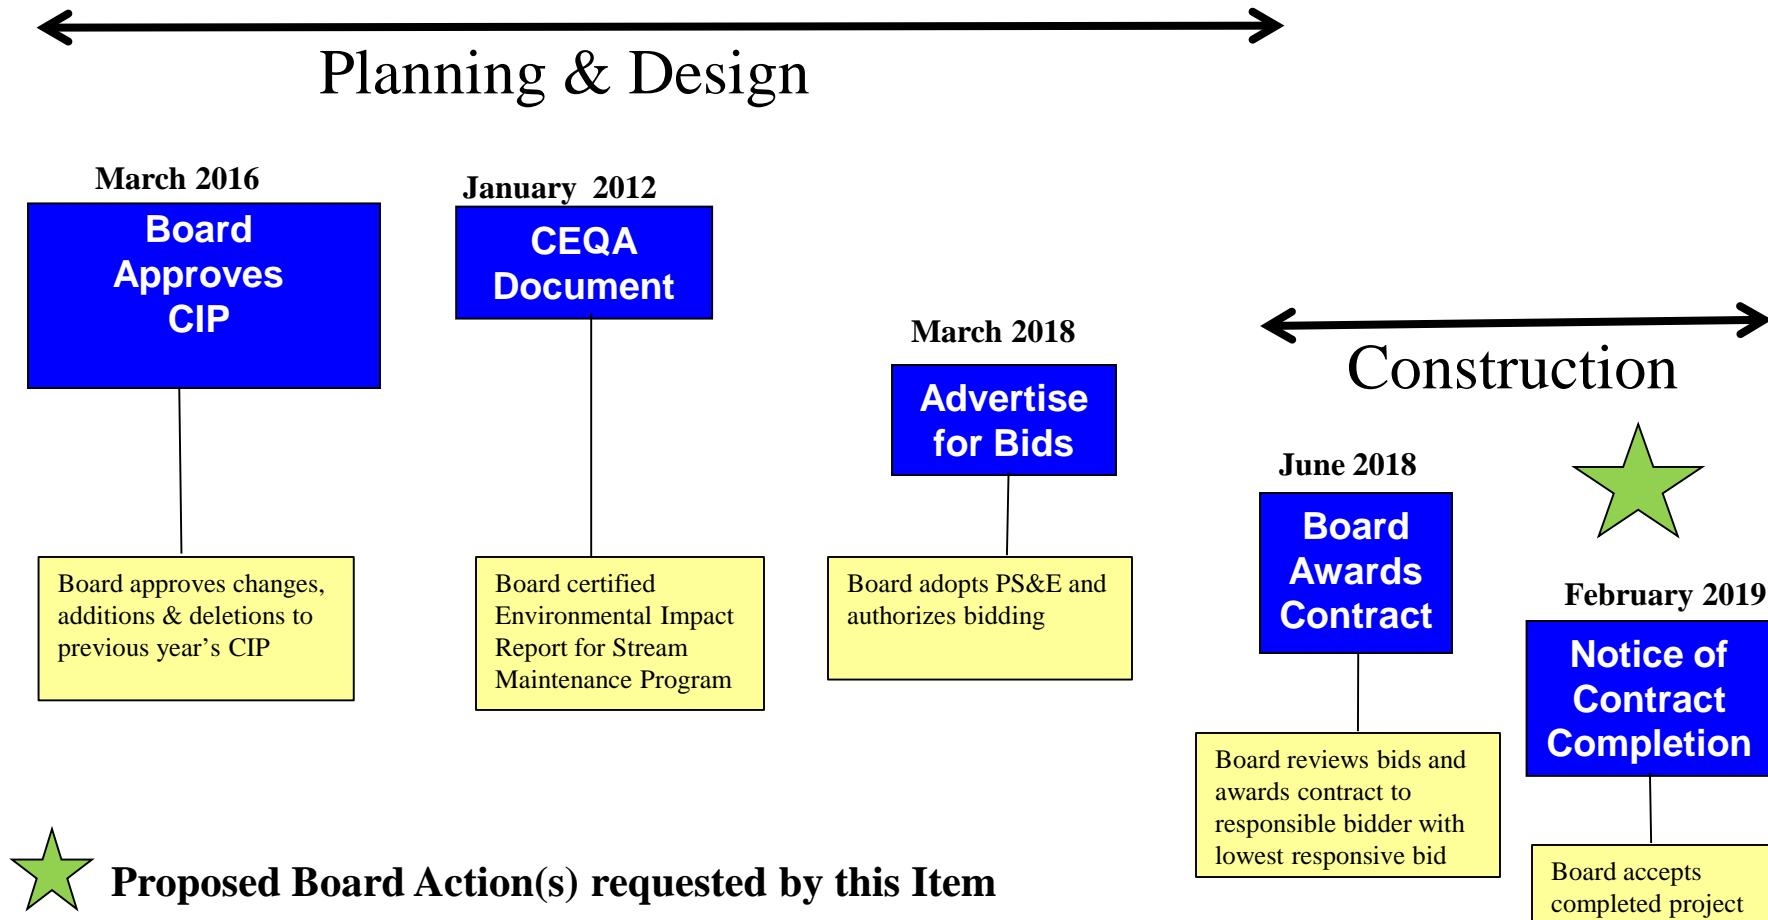 Planning & Design
March 2016
Board
Approves
CIP
Board approves changes,
additions & deletions to
previous year’s CIP
January 2012
CEQA
Document
Board certified
Environmental Impact
Report for Stream
Maintenance Program
March 2018
Advertise
for Bids
Board adopts PS&E and
authorizes bidding
Construction
June 2018
Board
Awards
Contract
Board reviews bids and
awards contract to
responsible bidder with
lowest responsive bid
February 2019
Notice of
Contract
Completion
Board accepts
completed project
Proposed Board Action(s) requested by this Item